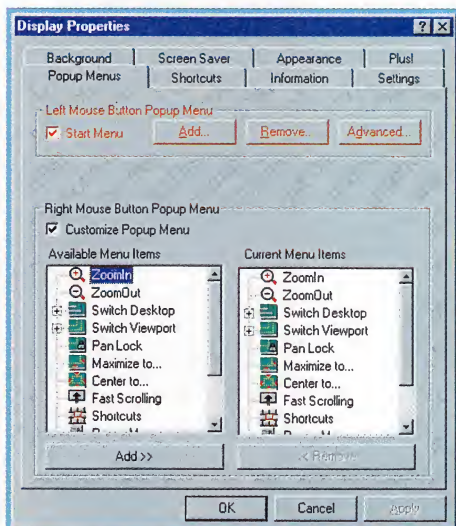 Display Properties
Background Screen Saver Appearance Plus!
Popup Menus Shortcuts Information Settings
Left Mouse Button Popup Menu
Start Menu Add... Remove.. Advanced...
Right Mouse Button Popup Menu
Customize Popup Menu
Available Menu Items
ZoomIn
ZoomOut
Switch Desktop
Switch Viewport
Pan Lock
Maximize to...
Center to...
Fast Scrolling
Shortcuts
Add >>
Current Menu Items
ZoomIn
ZoomOut
Switch Desktop
Switch Viewport
Pan Lock
Maximize to...
Center to...
Fast Scrolling
Shortcuts
<< Remove
OK Cancel Apply